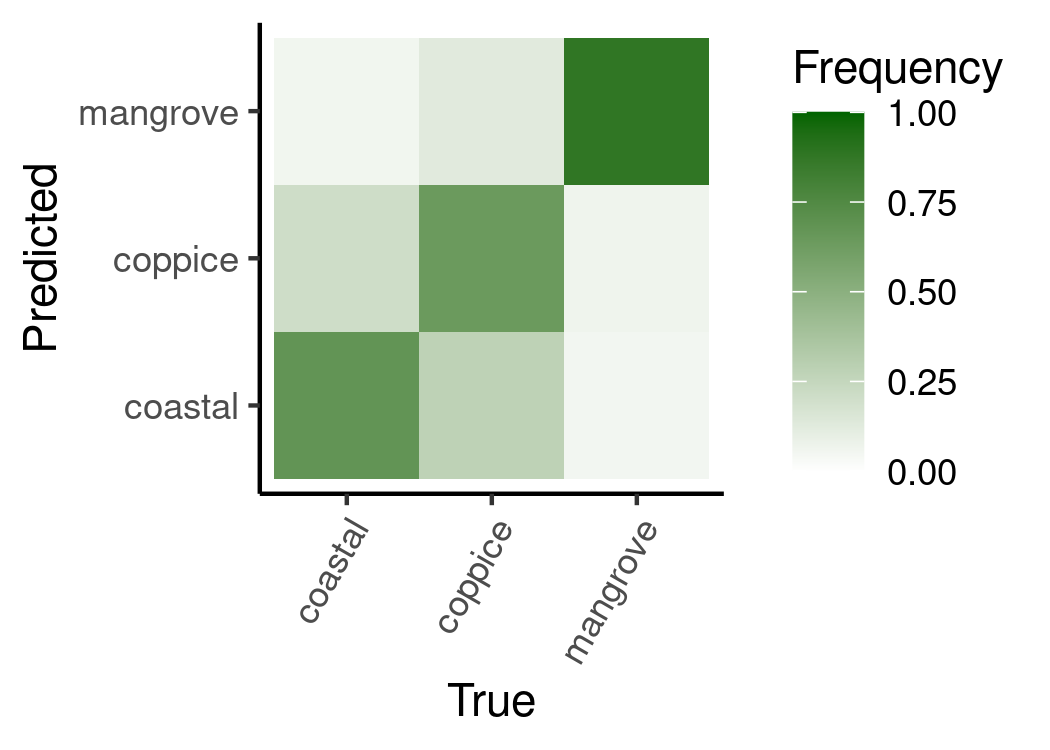 Predicted
mangrove
coppice
coastal
coastal
coppice
mangrove
True
Frequency
1.00
0.75
0.50
0.25
0.00